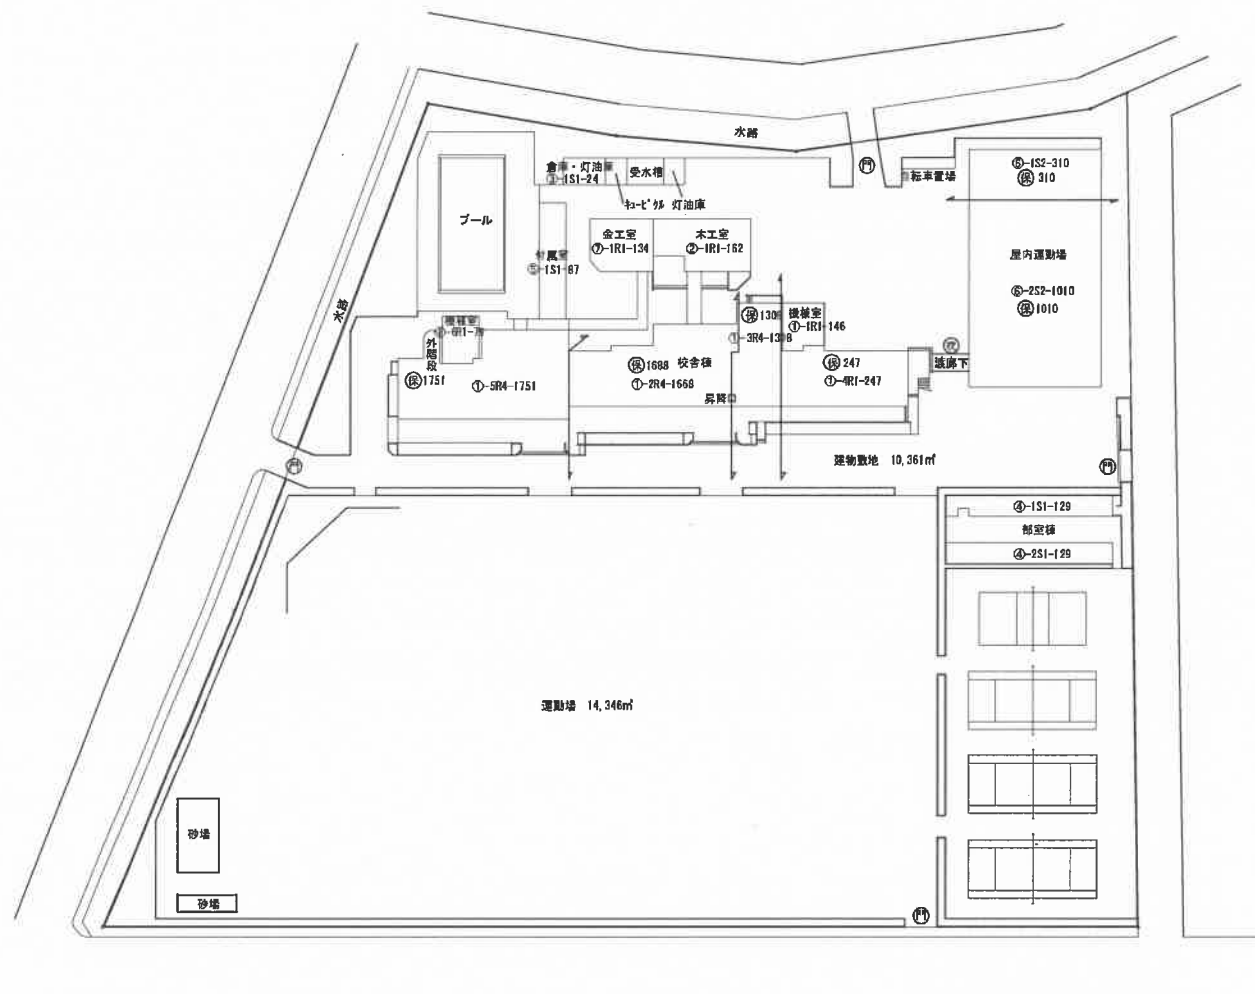 水路
門
倉庫・灯油庫
③-1S1-24
受水槽
キュービクル 灯油庫
転車置場
⑥-1S2-310
保 310
プール
金工室
⑦-1R1-134
木工室
②-1R1-162
付属室
⑤-1S1-87
屋内運動場
⑥-2S2-1010
保 1010
水路
機械室
外階段
保 1309
機械室
①-1R1-146
①-3R4-1308
保 1751
①-5R4-1751
保 1688 校舎棟
①-2R4-1668
昇降
保 247
①-4R1-247
渡廊下
門
建物敷地 10,361㎡
門
④-1S1-129
部室棟
④-2S1-129
運動場 14,346㎡
砂場
砂場
門